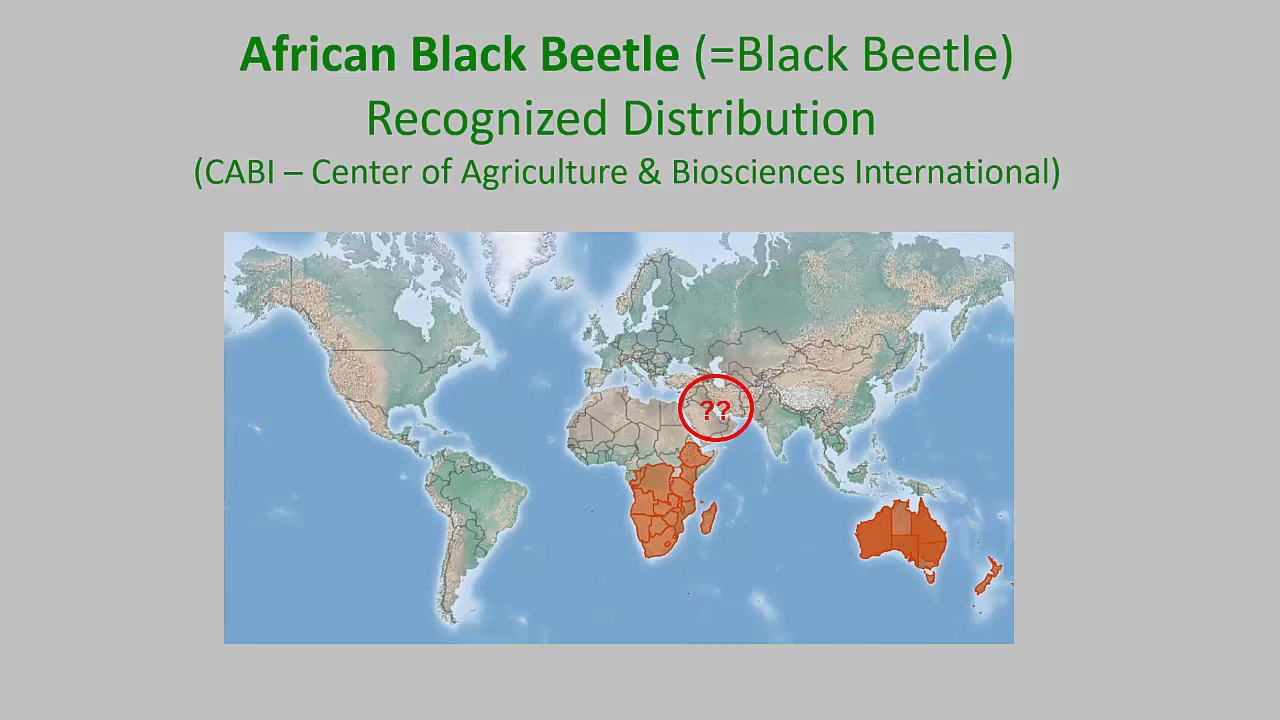 African Black Beetle (=Black Beetle)
Recognized Distribution
(CABI – Center of Agriculture & Biosciences International)
??